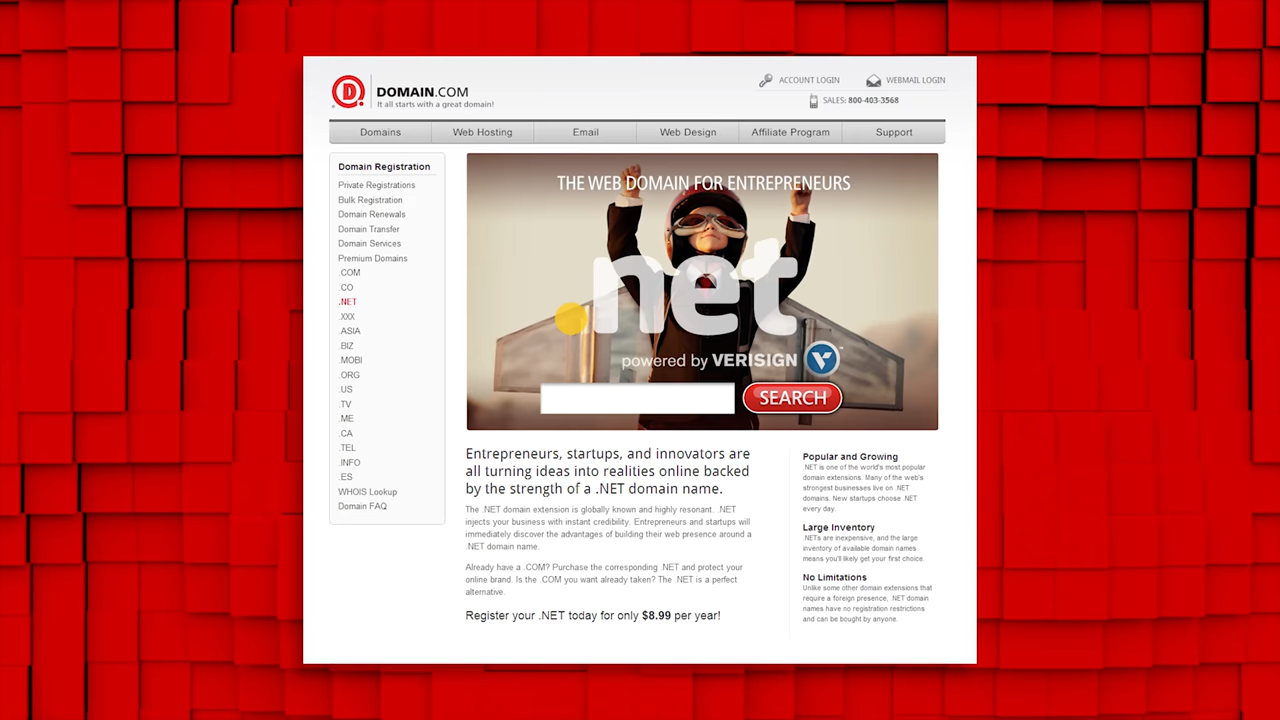 D
DOMAIN.COM
It all starts with a great domain!
ACCOUNT LOGIN
WEBMAIL LOGIN
SALES: 800-403-3568
Domains
Web Hosting
Email
Web Design
Affiliate Program
Support
Domain Registration
Private Registrations
Bulk Registration
Domain Renewals
Domain Transfer
Domain Services
Premium Domains
.COM
.CO
.NET
.XXX
.ASIA
.BIZ
.MOBI
.ORG
.US
.TV
.ME
.CA
.TEL
.INFO
.ES
WHOIS Lookup
Domain FAQ
THE WEB DOMAIN FOR ENTREPRENEURS
.net
powered by VERISIGN
SEARCH
Entrepreneurs, startups, and innovators are
all turning ideas into realities online backed
by the strength of a .NET domain name.
The .NET domain extension is globally known and highly resonant. .NET
injects your business with instant credibility. Entrepreneurs and startups will
immediately discover the advantages of building their web presence around a
.NET domain name.
Already have a .COM? Purchase the corresponding .NET and protect your
online brand. Is the .COM you want already taken? The .NET is a perfect
alternative.
Register your .NET today for only $8.99 per year!
Popular and Growing
.NET is one of the world's most popular
domain extensions. Many of the web's
strongest businesses live on .NET
domains. New startups choose .NET
every day.
Large Inventory
.NETs are inexpensive, and the large
inventory of available domain names
means you'll likely get your first choice.
No Limitations
Unlike some other domain extensions that
require a foreign presence, .NET domain
names have no registration restrictions
and can be bought by anyone.